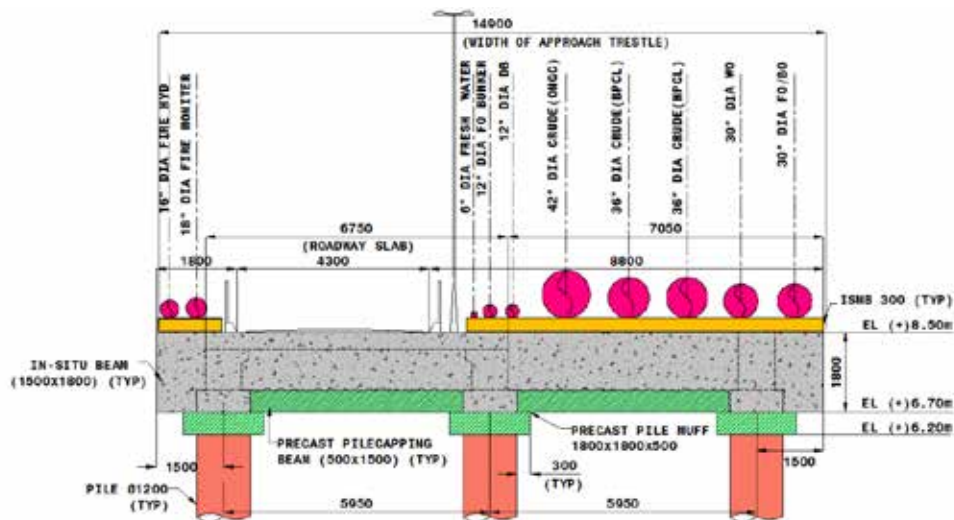 14900
(WIDTH OF APPROACH TRESTLE)
16" DIA FIRE HYD
18" DIA FIRE MONITER
6" DIA FRESH WATER
12" DIA FO BUNKER
12" DIA DB
42" DIA CRUDE(ONGC)
36" DIA CRUDE(BPCL)
36" DIA CRUDE(HPCL)
30" DIA WO
30" DIA FO/BO
6750
(ROADWAY SLAB)
7050
1800
4300
8800
ISMB 300 (TYP)
EL (+)8.50m
IN-SITU BEAM
(1500X1800) (TYP)
1800
EL (+)6.70m
EL (+)6.20m
PRECAST PILECAPPING
BEAM (500x1500) (TYP)
PRECAST PILE MUFF
1800x1800x500
1500
300
(TYP)
1500
PILE Ø1200
(TYP)
5950
5950